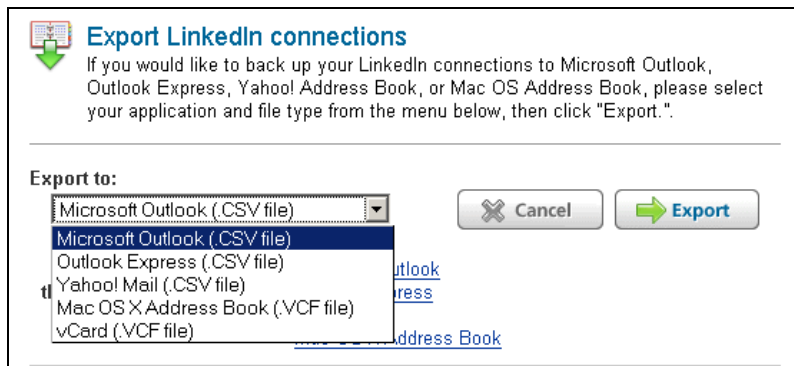 Export LinkedIn connections
If you would like to back up your LinkedIn connections to Microsoft Outlook,
Outlook Express, Yahoo! Address Book, or Mac OS Address Book, please select
your application and file type from the menu below, then click "Export.".
Export to:
Microsoft Outlook (.CSV file)
Cancel
Export
Microsoft Outlook (.CSV file)
Outlook Express (.CSV file)
Yahoo! Mail (.CSV file)
Mac OS X Address Book (.VCF file)
vCard (.VCF file)
Address Book